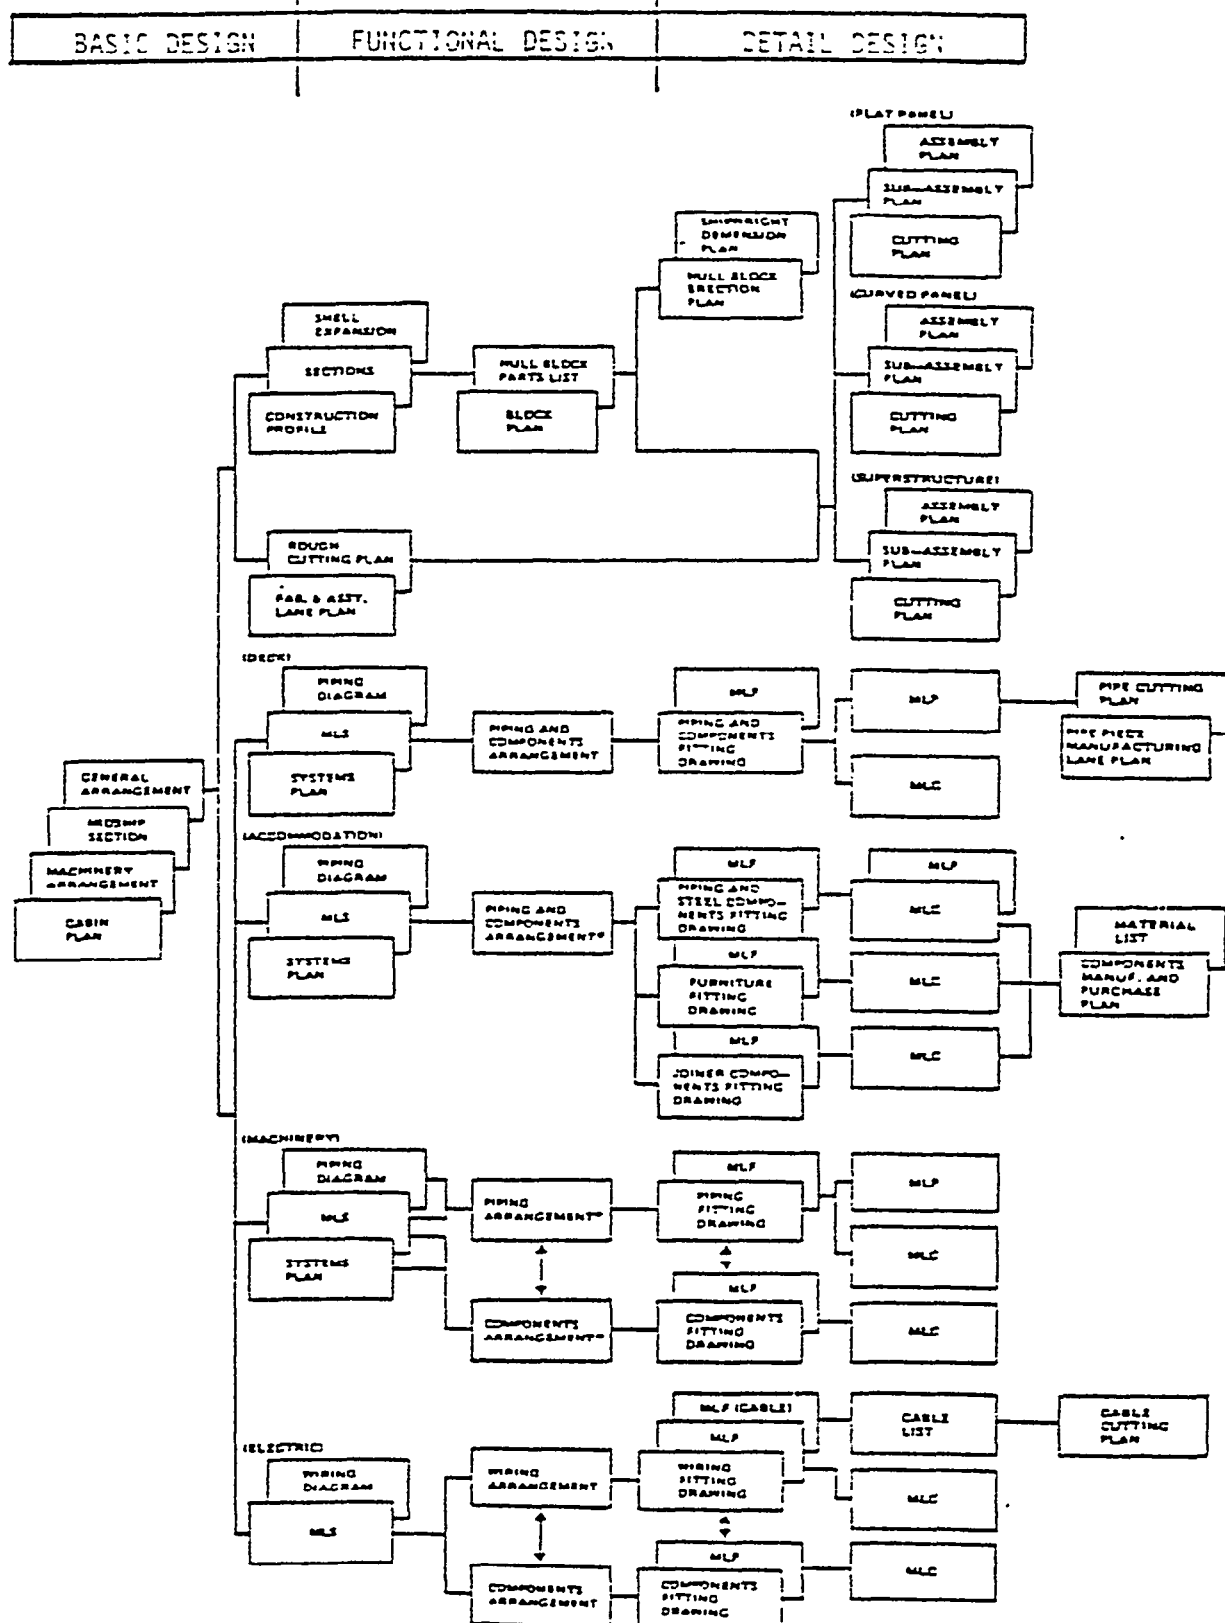 BASIC DESIGN
FUNCTIONAL DESIGN
DETAIL DESIGN
(FLAT PANEL)
ASSEMBLY
PLAN
SUB-ASSEMBLY
PLAN
CUTTING
PLAN
SHIPWRIGHT
DEMENSION
PLAN
HULL BLOCK
ERECTION
PLAN
(CURVED PANEL)
ASSEMBLY
PLAN
SUB-ASSEMBLY
PLAN
CUTTING
PLAN
SHELL
EXPANSION
SECTIONS
CONSTRUCTION
PROFILE
HULL BLOCK
PARTS LIST
BLOCK
PLAN
(SUPERSTRUCTURE)
ASSEMBLY
PLAN
SUB-ASSEMBLY
PLAN
CUTTING
PLAN
ROUGH
CUTTING PLAN
FAB. & ASSY.
LANE PLAN
GENERAL
ARRANGEMENT
MIDSHIP
SECTION
MACHINERY
ARRANGEMENT
CABIN
PLAN
(DECK)
PIPING
DIAGRAM
MLS
SYSTEMS
PLAN
PIPING AND
COMPONENTS
ARRANGEMENT
MLF
PIPING AND
COMPONENTS
FITTING
DRAWING
MLP
MLC
PIPE CUTTING
PLAN
PIPE PIECE
MANUFACTURING
LANE PLAN
(ACCOMMODATION)
PIPING
DIAGRAM
MLS
SYSTEMS
PLAN
PIPING AND
COMPONENTS
ARRANGEMENT*
MLF
PIPING AND
STEEL COMPO-
NENTS FITTING
DRAWING
MLF
FURNITURE
FITTING
DRAWING
MLF
JOINER COMPO-
NENTS FITTING
DRAWING
MLP
MLC
MLC
MLC
MATERIAL
LIST
COMPONENTS
MANUF. AND
PURCHASE
PLAN
(MACHINERY)
PIPING
DIAGRAM
MLS
SYSTEMS
PLAN
PIPING
ARRANGEMENT*
COMPONENTS
ARRANGEMENT*
MLF
PIPING
FITTING
DRAWING
MLF
COMPONENTS
FITTING
DRAWING
MLP
MLC
MLC
(ELECTRIC)
WIRING
DIAGRAM
MLS
WIRING
ARRANGEMENT
COMPONENTS
ARRANGEMENT
MLF (CABLE)
MLF
WIRING
FITTING
DRAWING
MLF
COMPONENTS
FITTING
DRAWING
CABLE
LIST
MLC
MLC
CABLE
CUTTING
PLAN